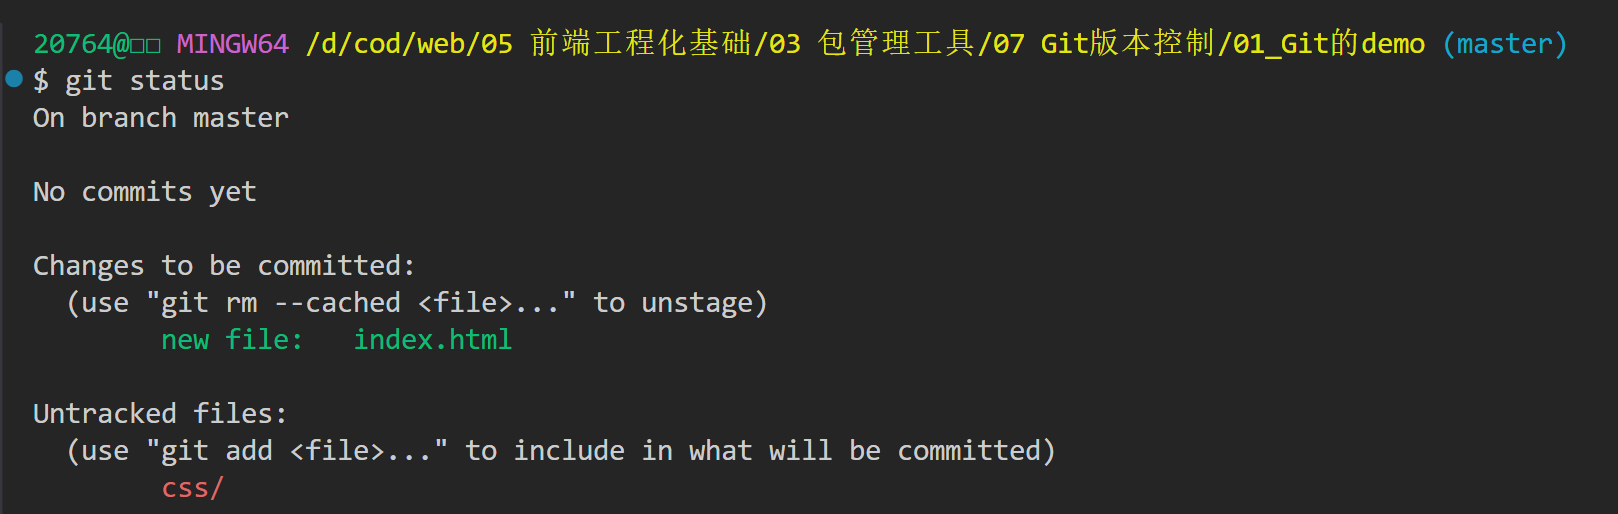 20764@□□ MINGW64 /d/cod/web/05 前端工程化基础/03 包管理工具/07 Git版本控制/01_Git的demo (master)
$ git status
On branch master
No commits yet
Changes to be committed:
(use "git rm --cached <file>..." to unstage)
new file: index.html
Untracked files:
(use "git add <file>..." to include in what will be committed)
css/